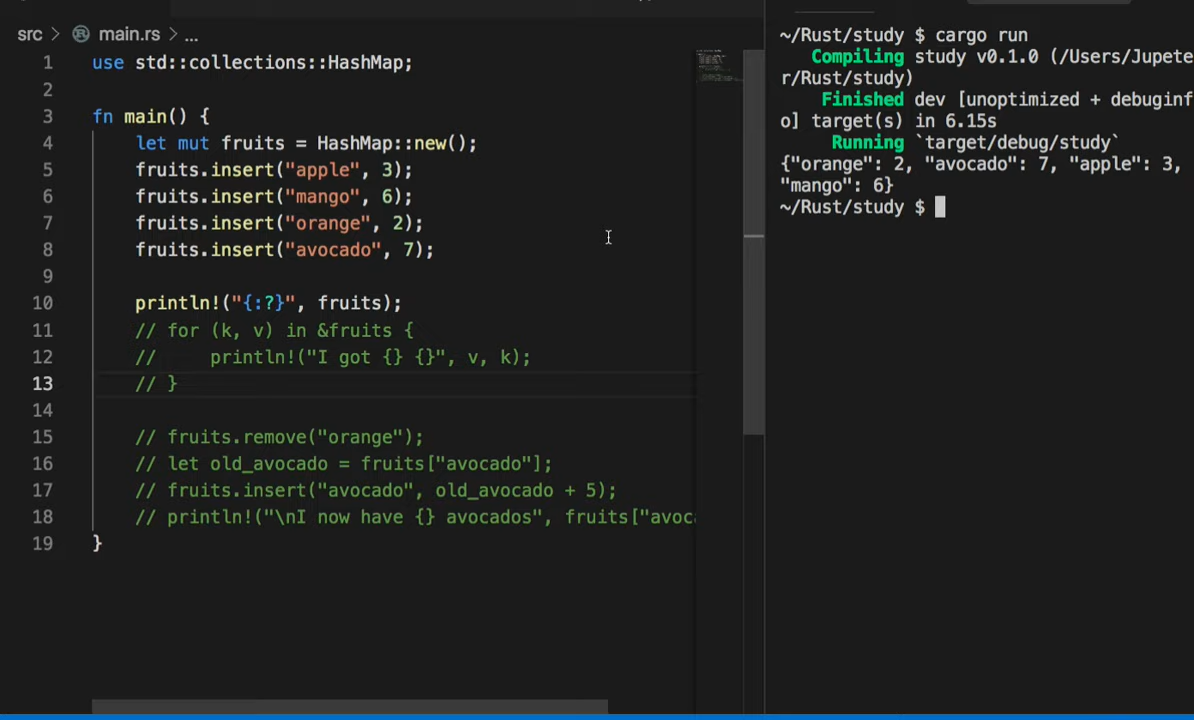 src > main.rs > ...
1 use std::collections::HashMap;
2
3 fn main() {
4 let mut fruits = HashMap::new();
5 fruits.insert("apple", 3);
6 fruits.insert("mango", 6);
7 fruits.insert("orange", 2);
8 fruits.insert("avocado", 7);
9
10 println!("{:?}", fruits);
11 // for (k, v) in &fruits {
12 //     println!("I got {} {}", v, k);
13 // }
14
15 // fruits.remove("orange");
16 // let old_avocado = fruits["avocado"];
17 // fruits.insert("avocado", old_avocado + 5);
18 // println!("\nI now have {} avocados", fruits["avoca
19 }
~/Rust/study $ cargo run
Compiling study v0.1.0 (/Users/Jupete
r/Rust/study)
Finished dev [unoptimized + debuginf
o] target(s) in 6.15s
Running `target/debug/study`
{"orange": 2, "avocado": 7, "apple": 3,
"mango": 6}
~/Rust/study $